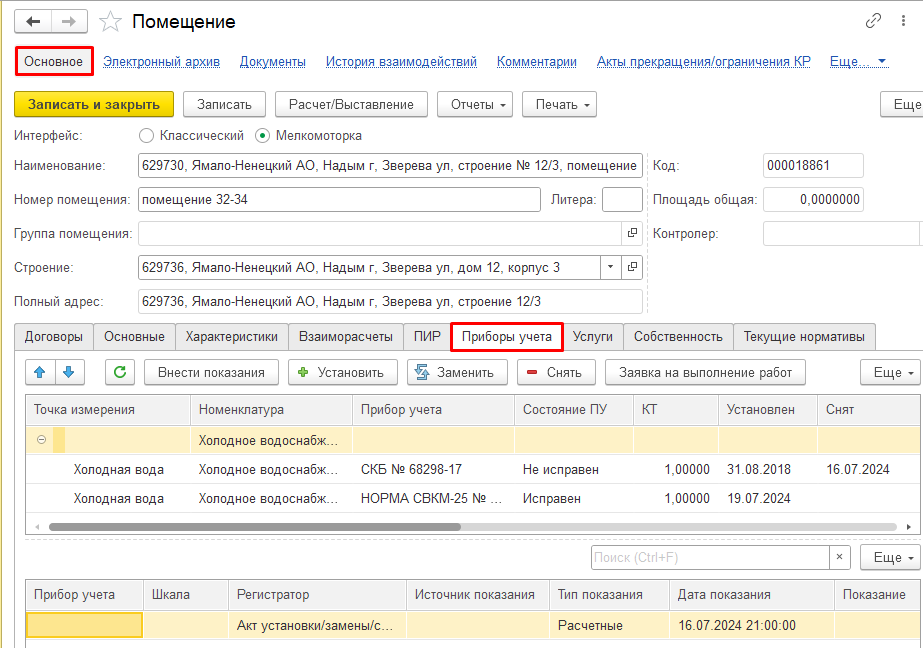 Помещение
Основное Электронный архив Документы История взаимодействий Комментарии Акты прекращения/ограничения КР Еще...
Записать и закрыть Записать Расчет/Выставление Отчеты Печать Еще
Интерфейс: Классический Мелкомоторка
Наименование: 629730, Ямало-Ненецкий АО, Надым г, Зверева ул, строение № 12/3, помещение Код: 000018861
Номер помещения: помещение 32-34 Литера: Площадь общая: 0,0000000
Группа помещения: Контролер:
Строение: 629736, Ямало-Ненецкий АО, Надым г, Зверева ул, дом 12, корпус 3
Полный адрес: 629736, Ямало-Ненецкий АО, Надым г, Зверева ул, строение 12/3
Договоры Основные Характеристики Взаиморасчеты ПИР Приборы учета Услуги Собственность Текущие нормативы
Внести показания Установить Заменить Снять Заявка на выполнение работ Еще
Точка измерения Номенклатура Прибор учета Состояние ПУ КТ Установлен Снят
Холодное водоснабж...
Холодная вода Холодное водоснабж... СКБ № 68298-17 Не исправен 1,00000 31.08.2018 16.07.2024
Холодная вода Холодное водоснабж... НОРМА СВКМ-25 № ... Исправен 1,00000 19.07.2024
Поиск (Ctrl+F) × Еще
Прибор учета Шкала Регистратор Источник показания Тип показания Дата показания Показание
Акт установки/замены/с... Расчетные 16.07.2024 21:00:00